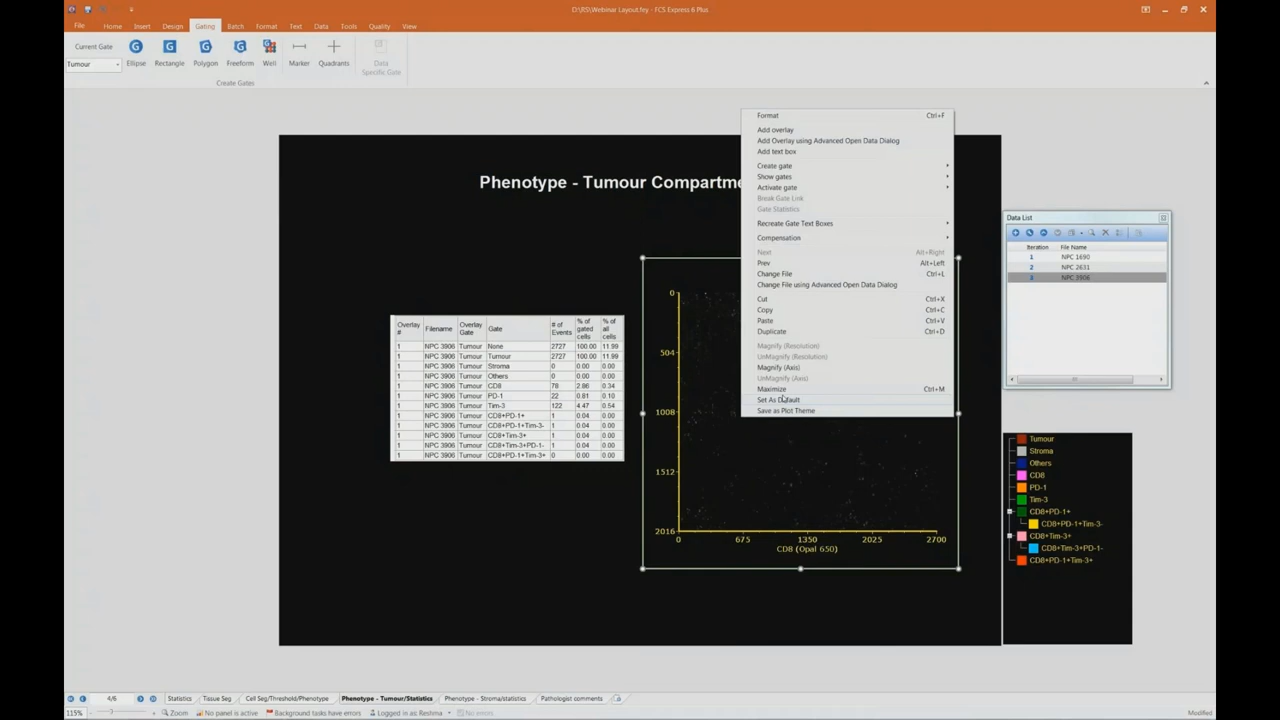 D:\RS\Webinar Layout.fey - FCS Express 6 Plus
File Home Insert Design Gating Batch Format Text Data Tools Quality View
Current Gate
Tumour
Ellipse Rectangle Polygon Freeform Well Marker Quadrants Data Specific Gate
Create Gates
Phenotype - Tumour Compartme
Format Ctrl+F
Add overlay
Add Overlay using Advanced Open Data Dialog
Add text box
Create gate
Show gates
Activate gate
Break Gate Link
Gate Statistics
Recreate Gate Text Boxes
Compensation
Next Alt+Right
Prev Alt+Left
Change File Ctrl+L
Change File using Advanced Open Data Dialog
Cut Ctrl+X
Copy Ctrl+C
Paste Ctrl+V
Duplicate Ctrl+D
Magnify (Resolution)
UnMagnify (Resolution)
Magnify (Axis)
UnMagnify (Axis)
Maximize Ctrl+M
Set As Default
Save as Plot Theme
Overlay # Filename Overlay Gate Gate # of Events % of gated cells % of all cells
1 NPC 3906 Tumour None 2727 100.00 11.99
1 NPC 3906 Tumour Tumour 2727 100.00 11.99
1 NPC 3906 Tumour Stroma 0 0.00 0.00
1 NPC 3906 Tumour Others 0 0.00 0.00
1 NPC 3906 Tumour CD8 78 2.86 0.34
1 NPC 3906 Tumour PD-1 22 0.81 0.10
1 NPC 3906 Tumour Tim-3 122 4.47 0.54
1 NPC 3906 Tumour CD8+PD-1+ 1 0.04 0.00
1 NPC 3906 Tumour CD8+PD-1+Tim-3- 1 0.04 0.00
1 NPC 3906 Tumour CD8+Tim-3+ 1 0.04 0.00
1 NPC 3906 Tumour CD8+Tim-3+PD-1- 1 0.04 0.00
1 NPC 3906 Tumour CD8+PD-1+Tim-3+ 0 0.00 0.00
0
504
1008
1512
2016
0 675 1350 2025 2700
CD8 (Opal 650)
Data List
Iteration File Name
1 NPC 1690
2 NPC 2631
3 NPC 3906
Tumour
Stroma
Others
CD8
PD-1
Tim-3
CD8+PD-1+
CD8+PD-1+Tim-3-
CD8+Tim-3+
CD8+Tim-3+PD-1-
CD8+PD-1+Tim-3+
4/6 Statistics Tissue Seg Cell Seg/Threshold/Phenotype Phenotype - Tumour/Statistics Phenotype - Stroma/statistics Pathologist comments
115% Zoom No panel is active Background tasks have errors Logged in as: Reshma No errors Modified